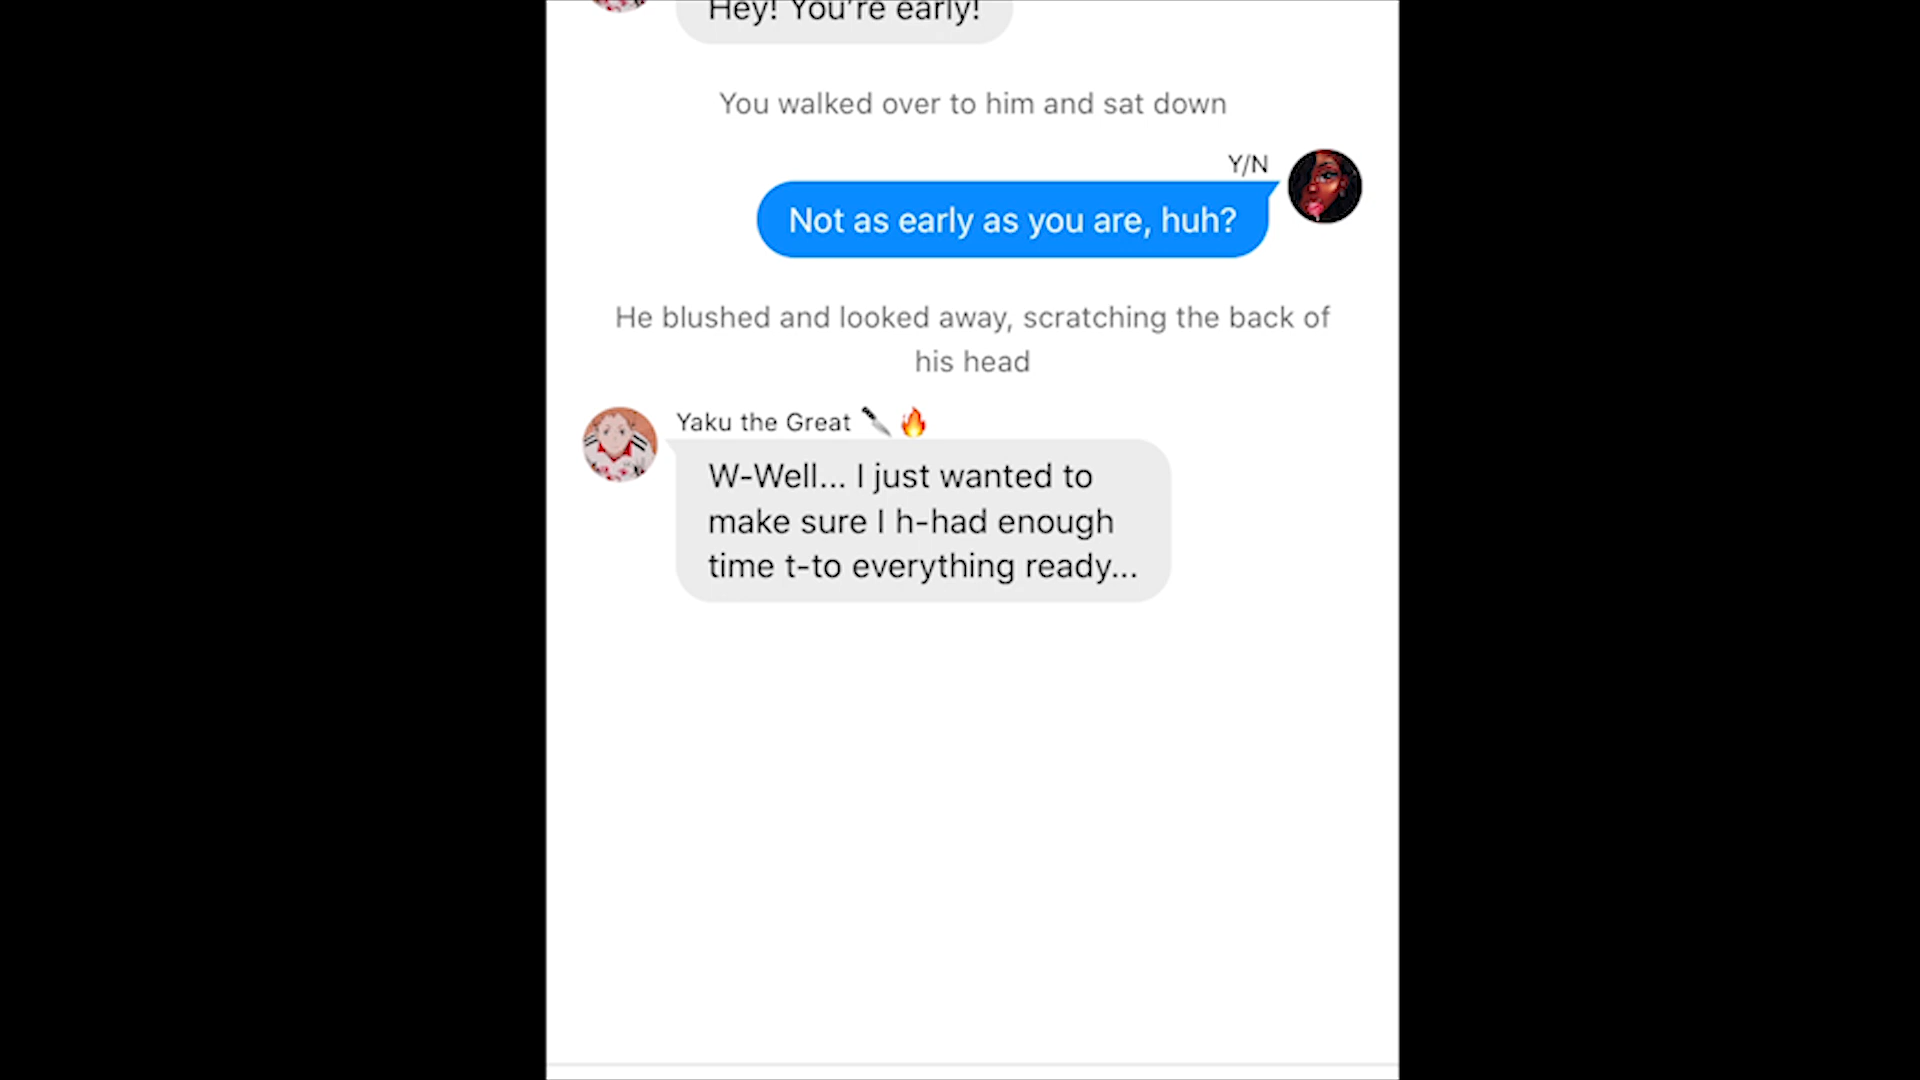 Hey! You're early!
You walked over to him and sat down
Y/N
Not as early as you are, huh?
He blushed and looked away, scratching the back of
his head
Yaku the Great 🔪 🔥
W-Well... I just wanted to
make sure I h-had enough
time t-to everything ready...